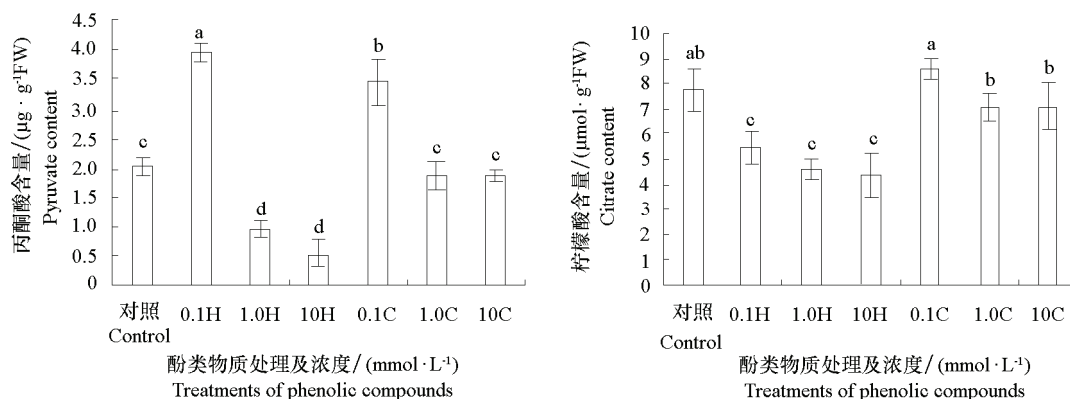 丙酮酸含量/(μg · g⁻¹FW)
Pyruvate content
4.5
4.0
3.5
3.0
2.5
2.0
1.5
1.0
0.5
0
c
a
d
d
b
c
c
对照
Control
0.1H
1.0H
10H
0.1C
1.0C
10C
酚类物质处理及浓度/(mmol·L⁻¹)
Treatments of phenolic compounds
柠檬酸含量/(μmol · g⁻¹FW)
Citrate content
10
9
8
7
6
5
4
3
2
1
0
ab
c
c
c
a
b
b
对照
Control
0.1H
1.0H
10H
0.1C
1.0C
10C
酚类物质处理及浓度/(mmol·L⁻¹)
Treatments of phenolic compounds